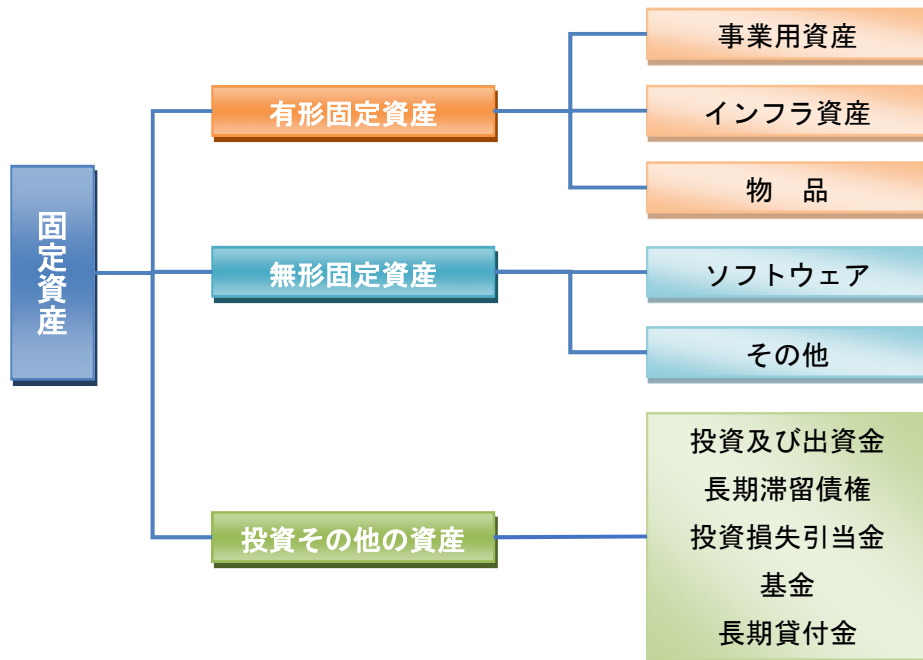 固定資産
有形固定資産
事業用資産
インフラ資産
物　品
無形固定資産
ソフトウェア
その他
投資その他の資産
投資及び出資金
長期滞留債権
投資損失引当金
基金
長期貸付金